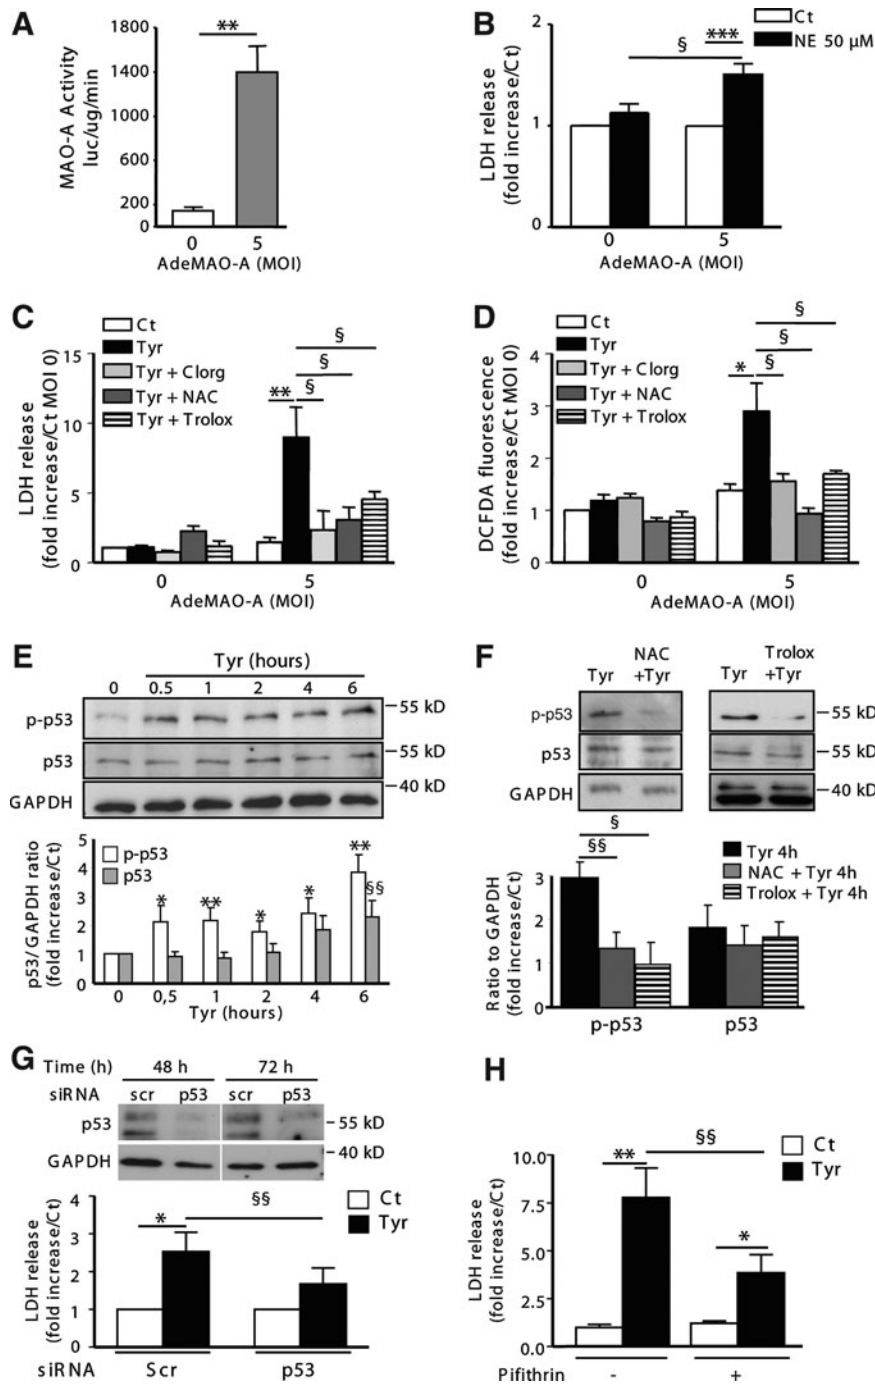 A
**
MAO-A Activity
luc/ug/min
1800
1400
1000
600
200
0
0 5
AdeMAO-A (MOI)
B
Ct
NE 50 µM
§
***
LDH release
(fold increase/Ct)
2
1
0
0 5
AdeMAO-A (MOI)
C
Ct
Tyr
Tyr + Clorg
Tyr + NAC
Tyr + Trolox
§
§
** §
LDH release
(fold increase/Ct MOI 0)
15
10
5
0
0 5
AdeMAO-A (MOI)
D
Ct
Tyr
Tyr + Clorg
Tyr + NAC
Tyr + Trolox
§
§
* §
DCFDA fluorescence
(fold increase/Ct MOI 0)
4
3
2
1
0
0 5
AdeMAO-A (MOI)
E
Tyr (hours)
0 0.5 1 2 4 6
p-p53
55 kD
p53
55 kD
GAPDH
40 kD
p-p53
p53
p53/GAPDH ratio
(fold increase/Ct)
5
4
3
2
1
0
* ** * * ** §§
0 0,5 1 2 4 6
Tyr (hours)
F
NAC Trolox
Tyr +Tyr Tyr +Tyr
p-p53
55 kD
p53
55 kD
GAPDH
40 kD
§
§§
Tyr 4h
NAC + Tyr 4h
Trolox + Tyr 4h
Ratio to GAPDH
(fold increase/Ct)
4
3
2
1
0
p-p53 p53
G
Time (h) 48 h 72 h
siRNA scr p53 scr p53
p53
55 kD
GAPDH
40 kD
Ct
Tyr
* §§
LDH release
(fold increase/Ct)
4
3
2
1
0
siRNA Scr p53
H
Ct
Tyr
** §§ *
LDH release
(fold increase/Ct)
10.0
7.5
5.0
2.5
0
Pifithrin - +